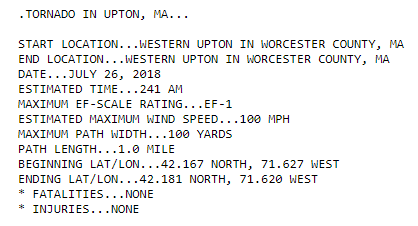 .TORNADO IN UPTON, MA...
START LOCATION...WESTERN UPTON IN WORCESTER COUNTY, MA
END LOCATION...WESTERN UPTON IN WORCESTER COUNTY, MA
DATE...JULY 26, 2018
ESTIMATED TIME...241 AM
MAXIMUM EF-SCALE RATING...EF-1
ESTIMATED MAXIMUM WIND SPEED...100 MPH
MAXIMUM PATH WIDTH...100 YARDS
PATH LENGTH...1.0 MILE
BEGINNING LAT/LON...42.167 NORTH, 71.627 WEST
ENDING LAT/LON...42.181 NORTH, 71.620 WEST
* FATALITIES...NONE
* INJURIES...NONE